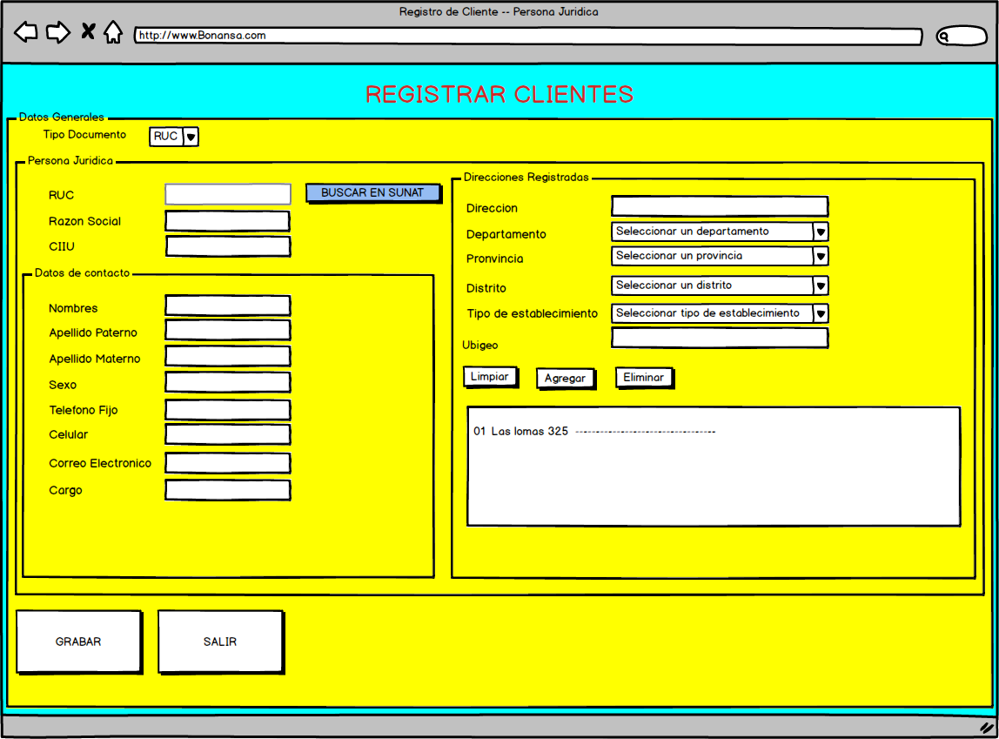 Registro de Cliente -- Persona Juridica
http://www.Bonansa.com
REGISTRAR CLIENTES
Datos Generales
Tipo Documento RUC
Persona Juridica
RUC BUSCAR EN SUNAT
Razon Social
CIIU
Datos de contacto
Nombres
Apellido Paterno
Apellido Materno
Sexo
Telefono Fijo
Celular
Correo Electronico
Cargo
Direcciones Registradas
Direccion
Departamento Seleccionar un departamento
Pronvincia Seleccionar un provincia
Distrito Seleccionar un distrito
Tipo de establecimiento Seleccionar tipo de establecimiento
Ubigeo
Limpiar Agregar Eliminar
01 Las lomas 325 ----------------------------------
GRABAR SALIR